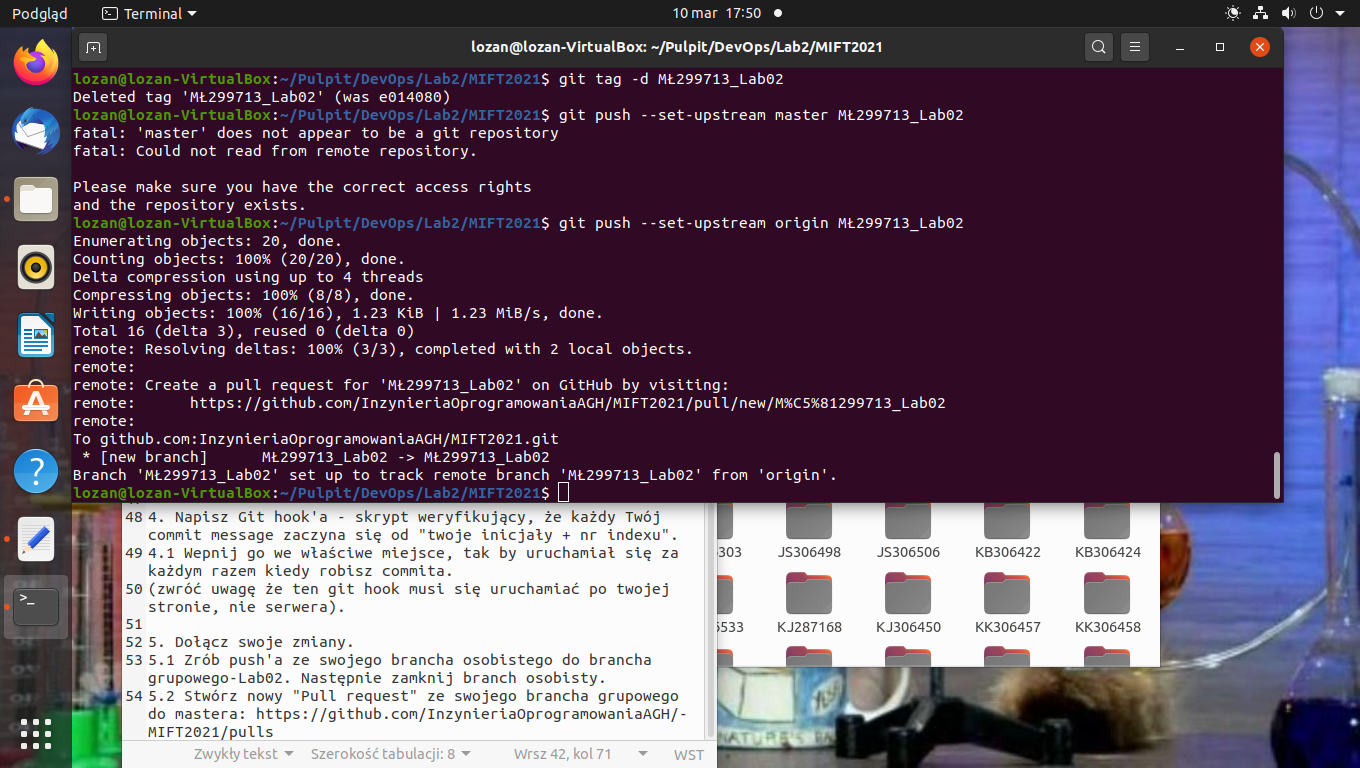 Podgląd
Terminal
10 mar 17:50
lozan@lozan-VirtualBox: ~/Pulpit/DevOps/Lab2/MIFT2021
lozan@lozan-VirtualBox:~/Pulpit/DevOps/Lab2/MIFT2021$ git tag -d MŁ299713_Lab02
Deleted tag 'MŁ299713_Lab02' (was e014080)
lozan@lozan-VirtualBox:~/Pulpit/DevOps/Lab2/MIFT2021$ git push --set-upstream master MŁ299713_Lab02
fatal: 'master' does not appear to be a git repository
fatal: Could not read from remote repository.
Please make sure you have the correct access rights
and the repository exists.
lozan@lozan-VirtualBox:~/Pulpit/DevOps/Lab2/MIFT2021$ git push --set-upstream origin MŁ299713_Lab02
Enumerating objects: 20, done.
Counting objects: 100% (20/20), done.
Delta compression using up to 4 threads
Compressing objects: 100% (8/8), done.
Writing objects: 100% (16/16), 1.23 KiB | 1.23 MiB/s, done.
Total 16 (delta 3), reused 0 (delta 0)
remote: Resolving deltas: 100% (3/3), completed with 2 local objects.
remote:
remote: Create a pull request for 'MŁ299713_Lab02' on GitHub by visiting:
remote:      https://github.com/InzynieriaOprogramowaniaAGH/MIFT2021/pull/new/M%C5%81299713_Lab02
remote:
To github.com:InzynieriaOprogramowaniaAGH/MIFT2021.git
 * [new branch]      MŁ299713_Lab02 -> MŁ299713_Lab02
Branch 'MŁ299713_Lab02' set up to track remote branch 'MŁ299713_Lab02' from 'origin'.
lozan@lozan-VirtualBox:~/Pulpit/DevOps/Lab2/MIFT2021$
48 4. Napisz Git hook'a - skrypt weryfikujący, że każdy Twój
commit message zaczyna się od "twoje inicjały + nr indexu".
49 4.1 Wepnij go we właściwe miejsce, tak by uruchamiał się za
każdym razem kiedy robisz commita.
50 (zwróć uwagę że ten git hook musi się uruchamiać po twojej
stronie, nie serwera).
51
52 5. Dołącz swoje zmiany.
53 5.1 Zrób push'a ze swojego brancha osobistego do brancha
grupowego-Lab02. Następnie zamknij branch osobisty.
54 5.2 Stwórz nowy "Pull request" ze swojego brancha grupowego
do mastera: https://github.com/InzynieriaOprogramowaniaAGH/-
MIFT2021/pulls
Zwykły tekst Szerokość tabulacji: 8 Wrsz 42, kol 71 WST
JS306498 JS306506 KB306422 KB306424
KJ287168 KJ306450 KK306457 KK306458